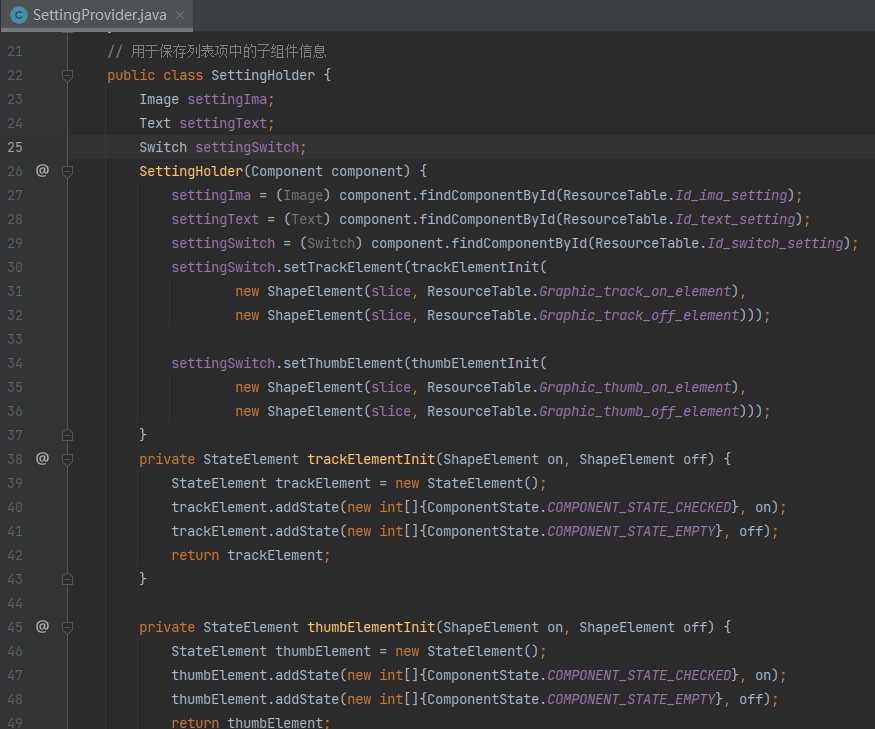 SettingProvider.java
21 // 用于保存列表项中的子组件信息
22 public class SettingHolder {
23 Image settingIma;
24 Text settingText;
25 Switch settingSwitch;
26 @ SettingHolder(Component component) {
27 settingIma = (Image) component.findComponentById(ResourceTable.Id_ima_setting);
28 settingText = (Text) component.findComponentById(ResourceTable.Id_text_setting);
29 settingSwitch = (Switch) component.findComponentById(ResourceTable.Id_switch_setting);
30 settingSwitch.setTrackElement(trackElementInit(
31 new ShapeElement(slice, ResourceTable.Graphic_track_on_element),
32 new ShapeElement(slice, ResourceTable.Graphic_track_off_element)));
33
34 settingSwitch.setThumbElement(thumbElementInit(
35 new ShapeElement(slice, ResourceTable.Graphic_thumb_on_element),
36 new ShapeElement(slice, ResourceTable.Graphic_thumb_off_element)));
37 }
38 @ private StateElement trackElementInit(ShapeElement on, ShapeElement off) {
39 StateElement trackElement = new StateElement();
40 trackElement.addState(new int[]{ComponentState.COMPONENT_STATE_CHECKED}, on);
41 trackElement.addState(new int[]{ComponentState.COMPONENT_STATE_EMPTY}, off);
42 return trackElement;
43 }
44
45 @ private StateElement thumbElementInit(ShapeElement on, ShapeElement off) {
46 StateElement thumbElement = new StateElement();
47 thumbElement.addState(new int[]{ComponentState.COMPONENT_STATE_CHECKED}, on);
48 thumbElement.addState(new int[]{ComponentState.COMPONENT_STATE_EMPTY}, off);
49 return thumbElement;